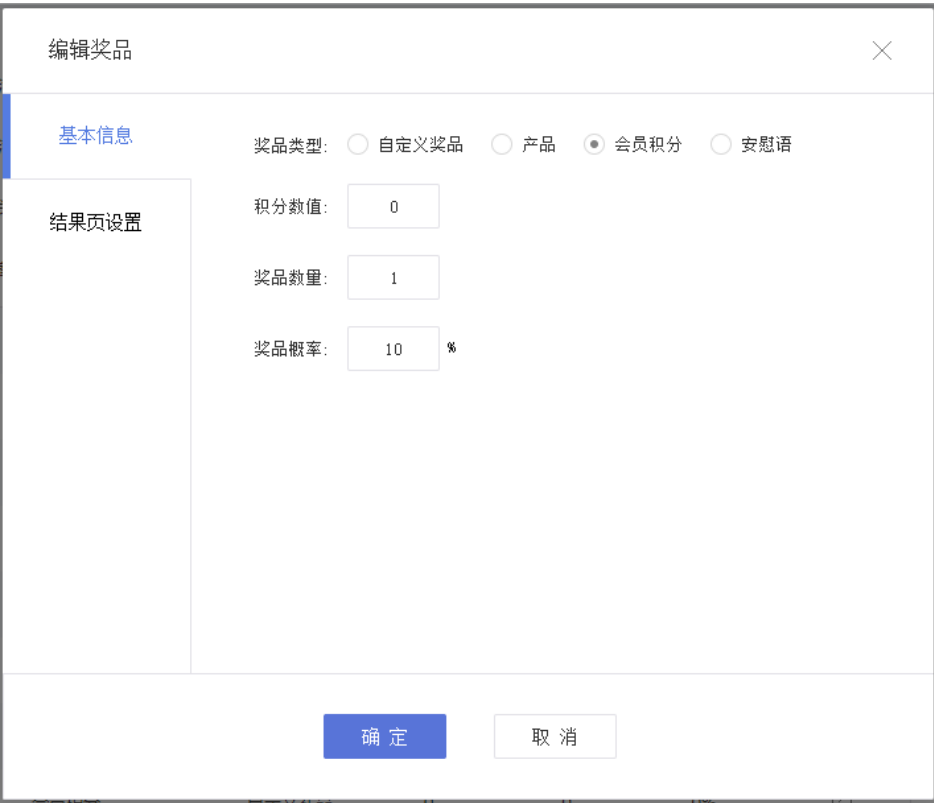 编辑奖品
基本信息
奖品类型: 自定义奖品 产品 会员积分 安慰语
积分数值: 0
结果页设置
奖品数量: 1
奖品概率: 10 %
确定 取消